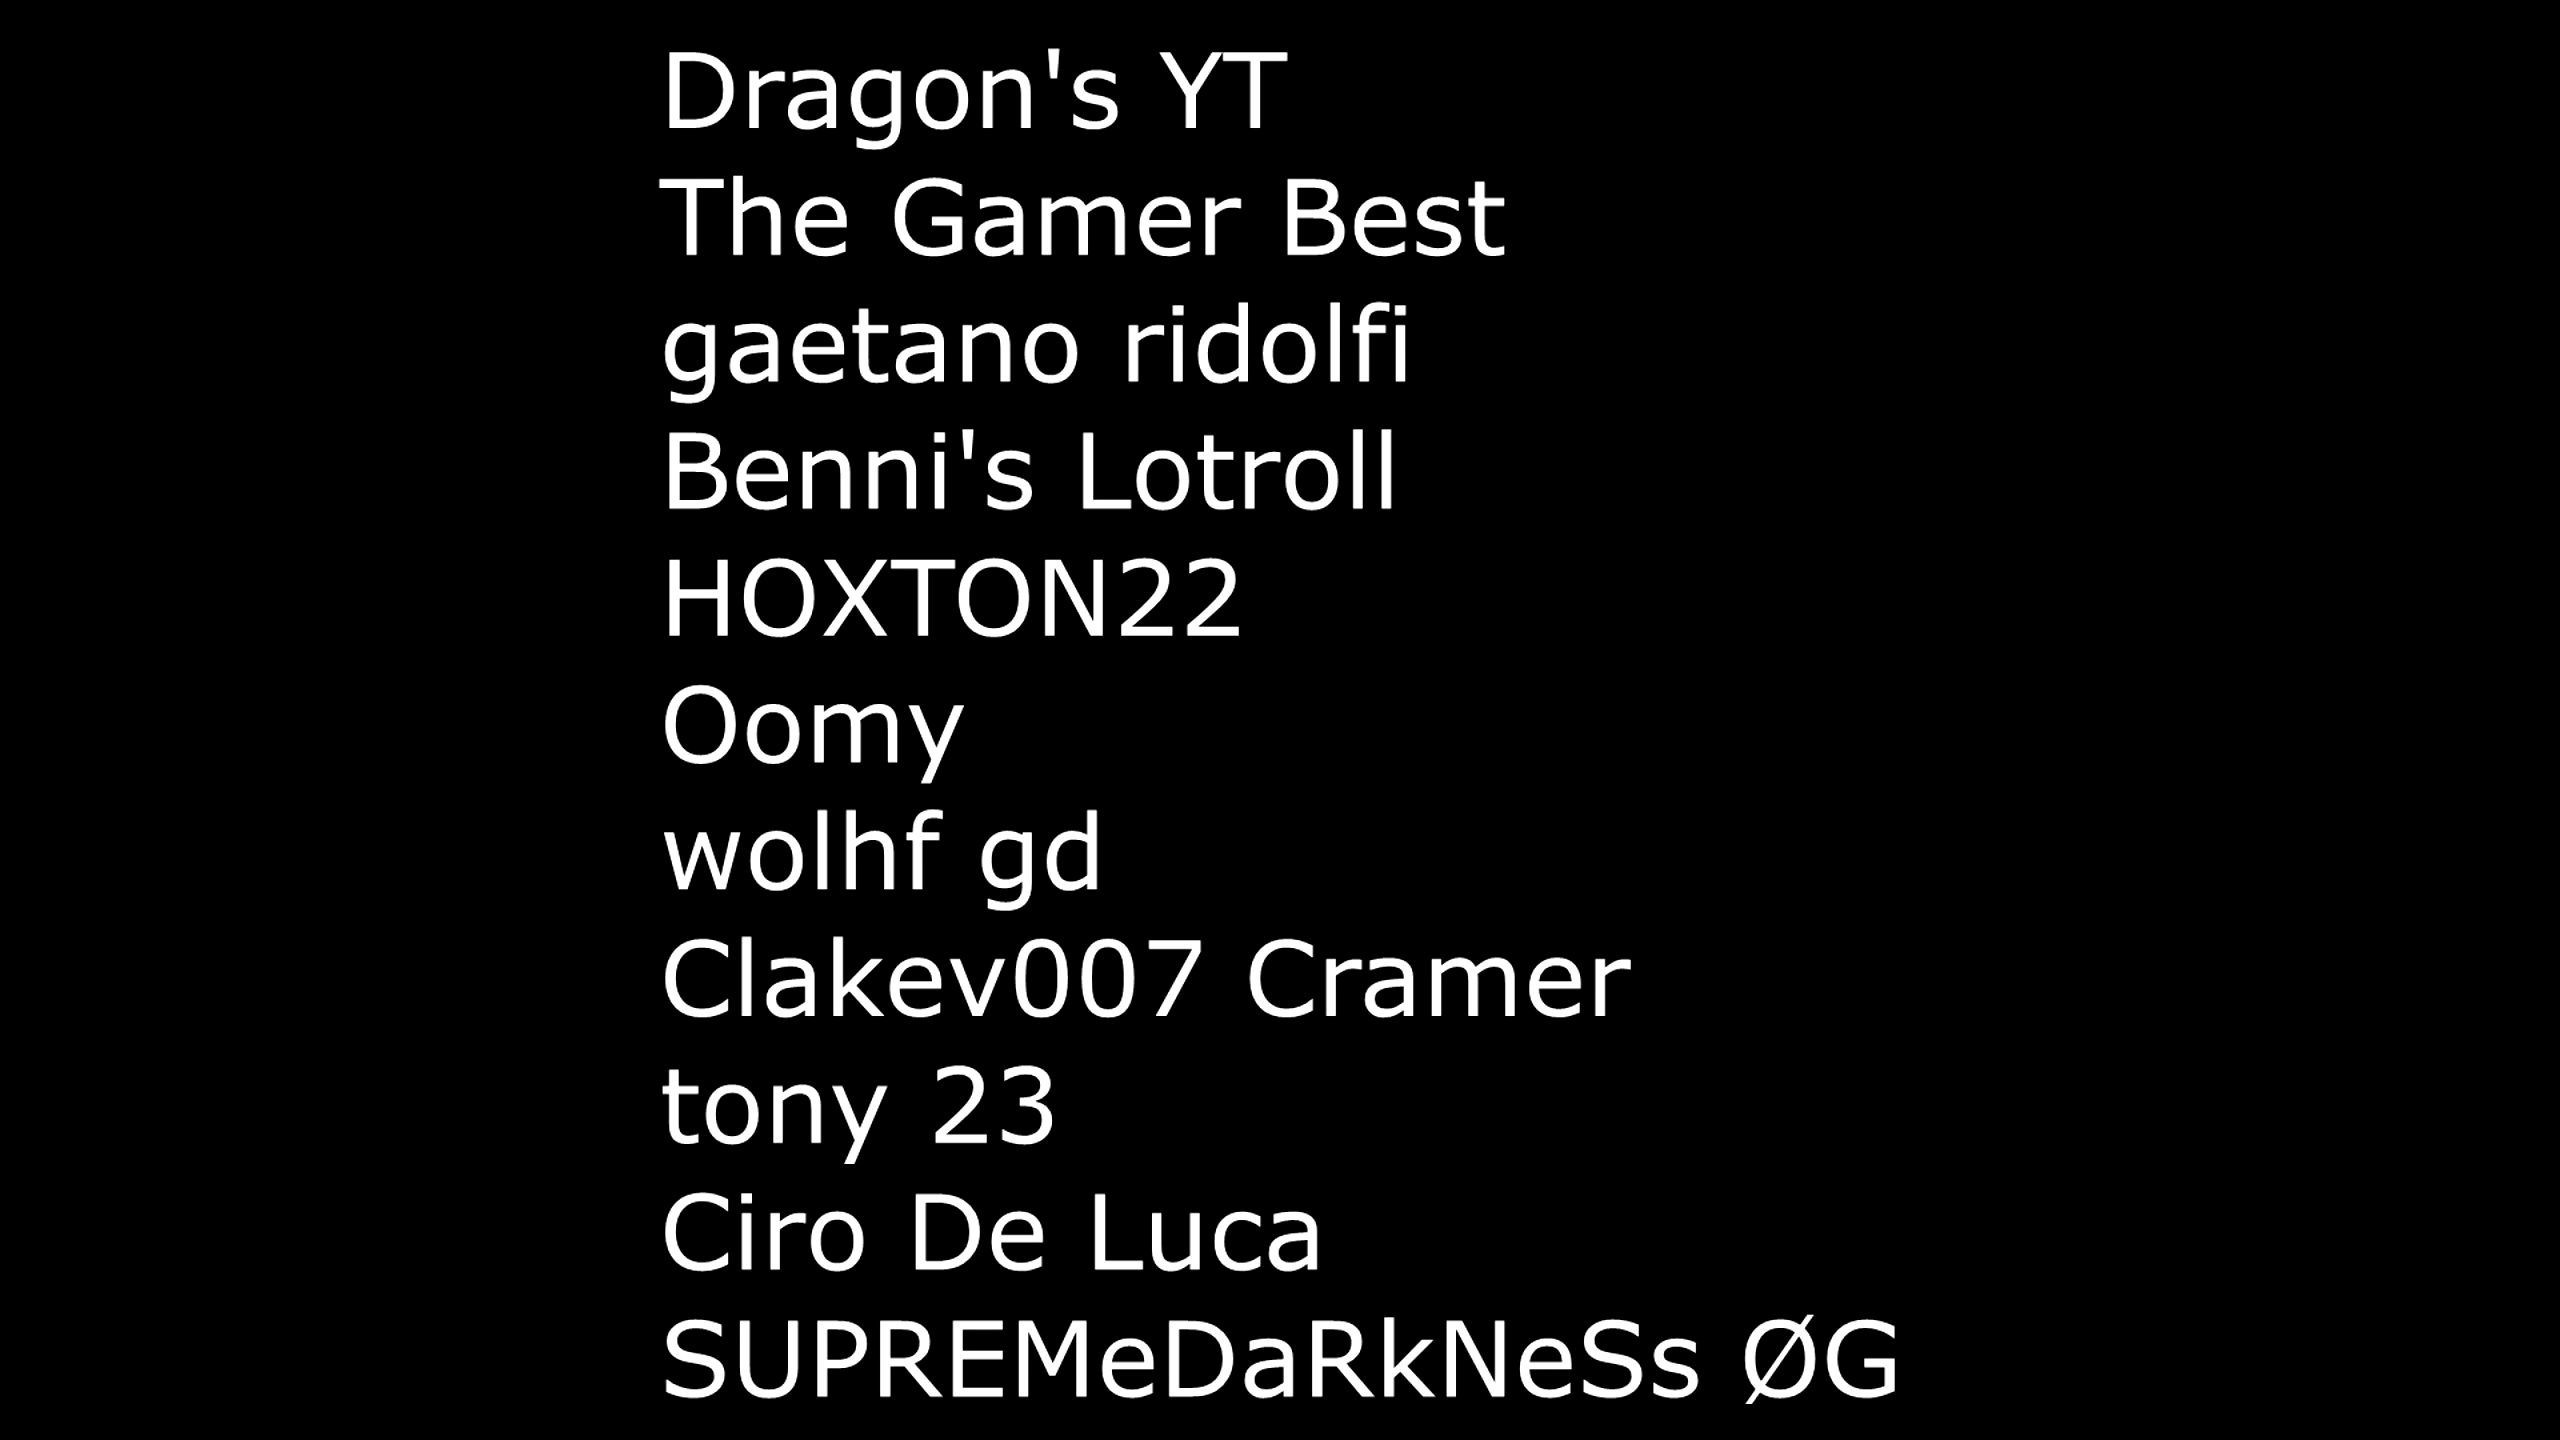 Dragon's YT
The Gamer Best
gaetano ridolfi
Benni's Lotroll
HOXTON22
Oomy
wolhf gd
Clakev007 Cramer
tony 23
Ciro De Luca
SUPREMeDaRkNeSs ØG